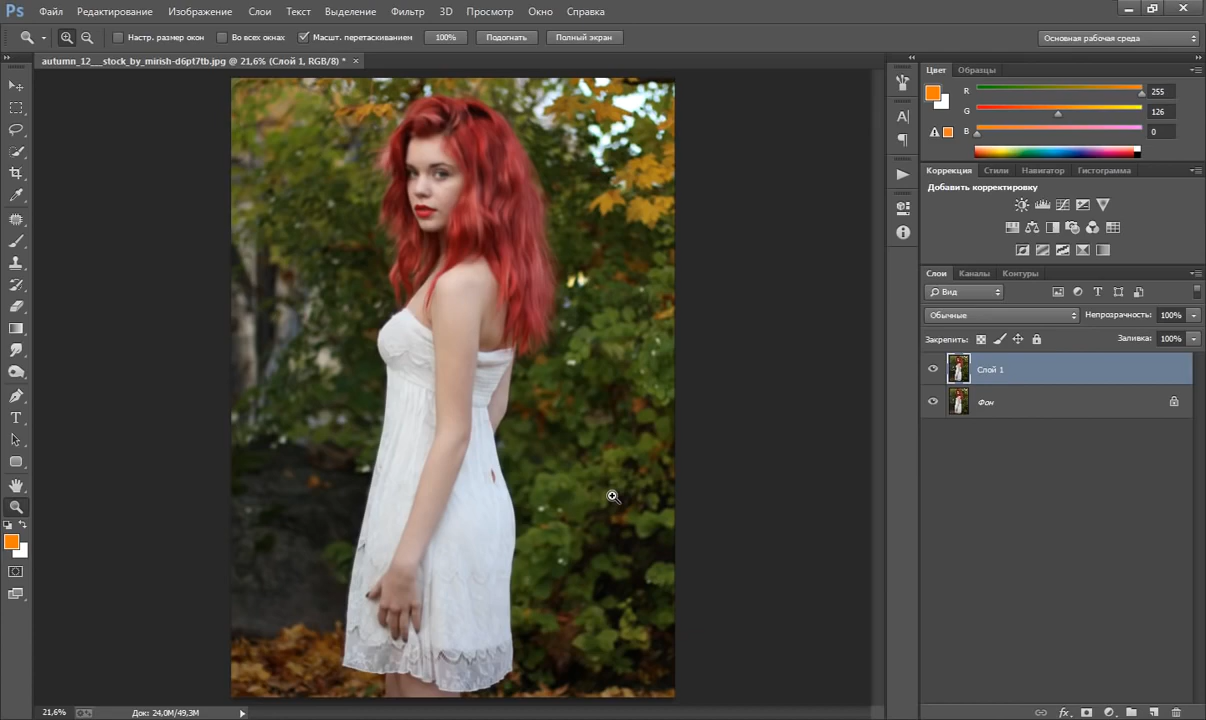 Ps Файл Редактирование Изображение Слои Текст Выделение Фильтр 3D Просмотр Окно Справка
Настр. размер окон Во всех окнах Масшт. перетаскиванием 100% Подогнать Полный экран Основная рабочая среда
autumn_12___stock_by_mirish-d6pt7tb.jpg @ 21,6% (Слой 1, RGB/8) * ×
Цвет Образцы
R 255
G 126
B 0
Коррекция Стили Навигатор Гистограмма
Добавить корректировку
Слои Каналы Контуры
Вид
Обычные Непрозрачность: 100%
Закрепить: Заливка: 100%
Слой 1
Фон
21,6% Док: 24,0M/49,3M